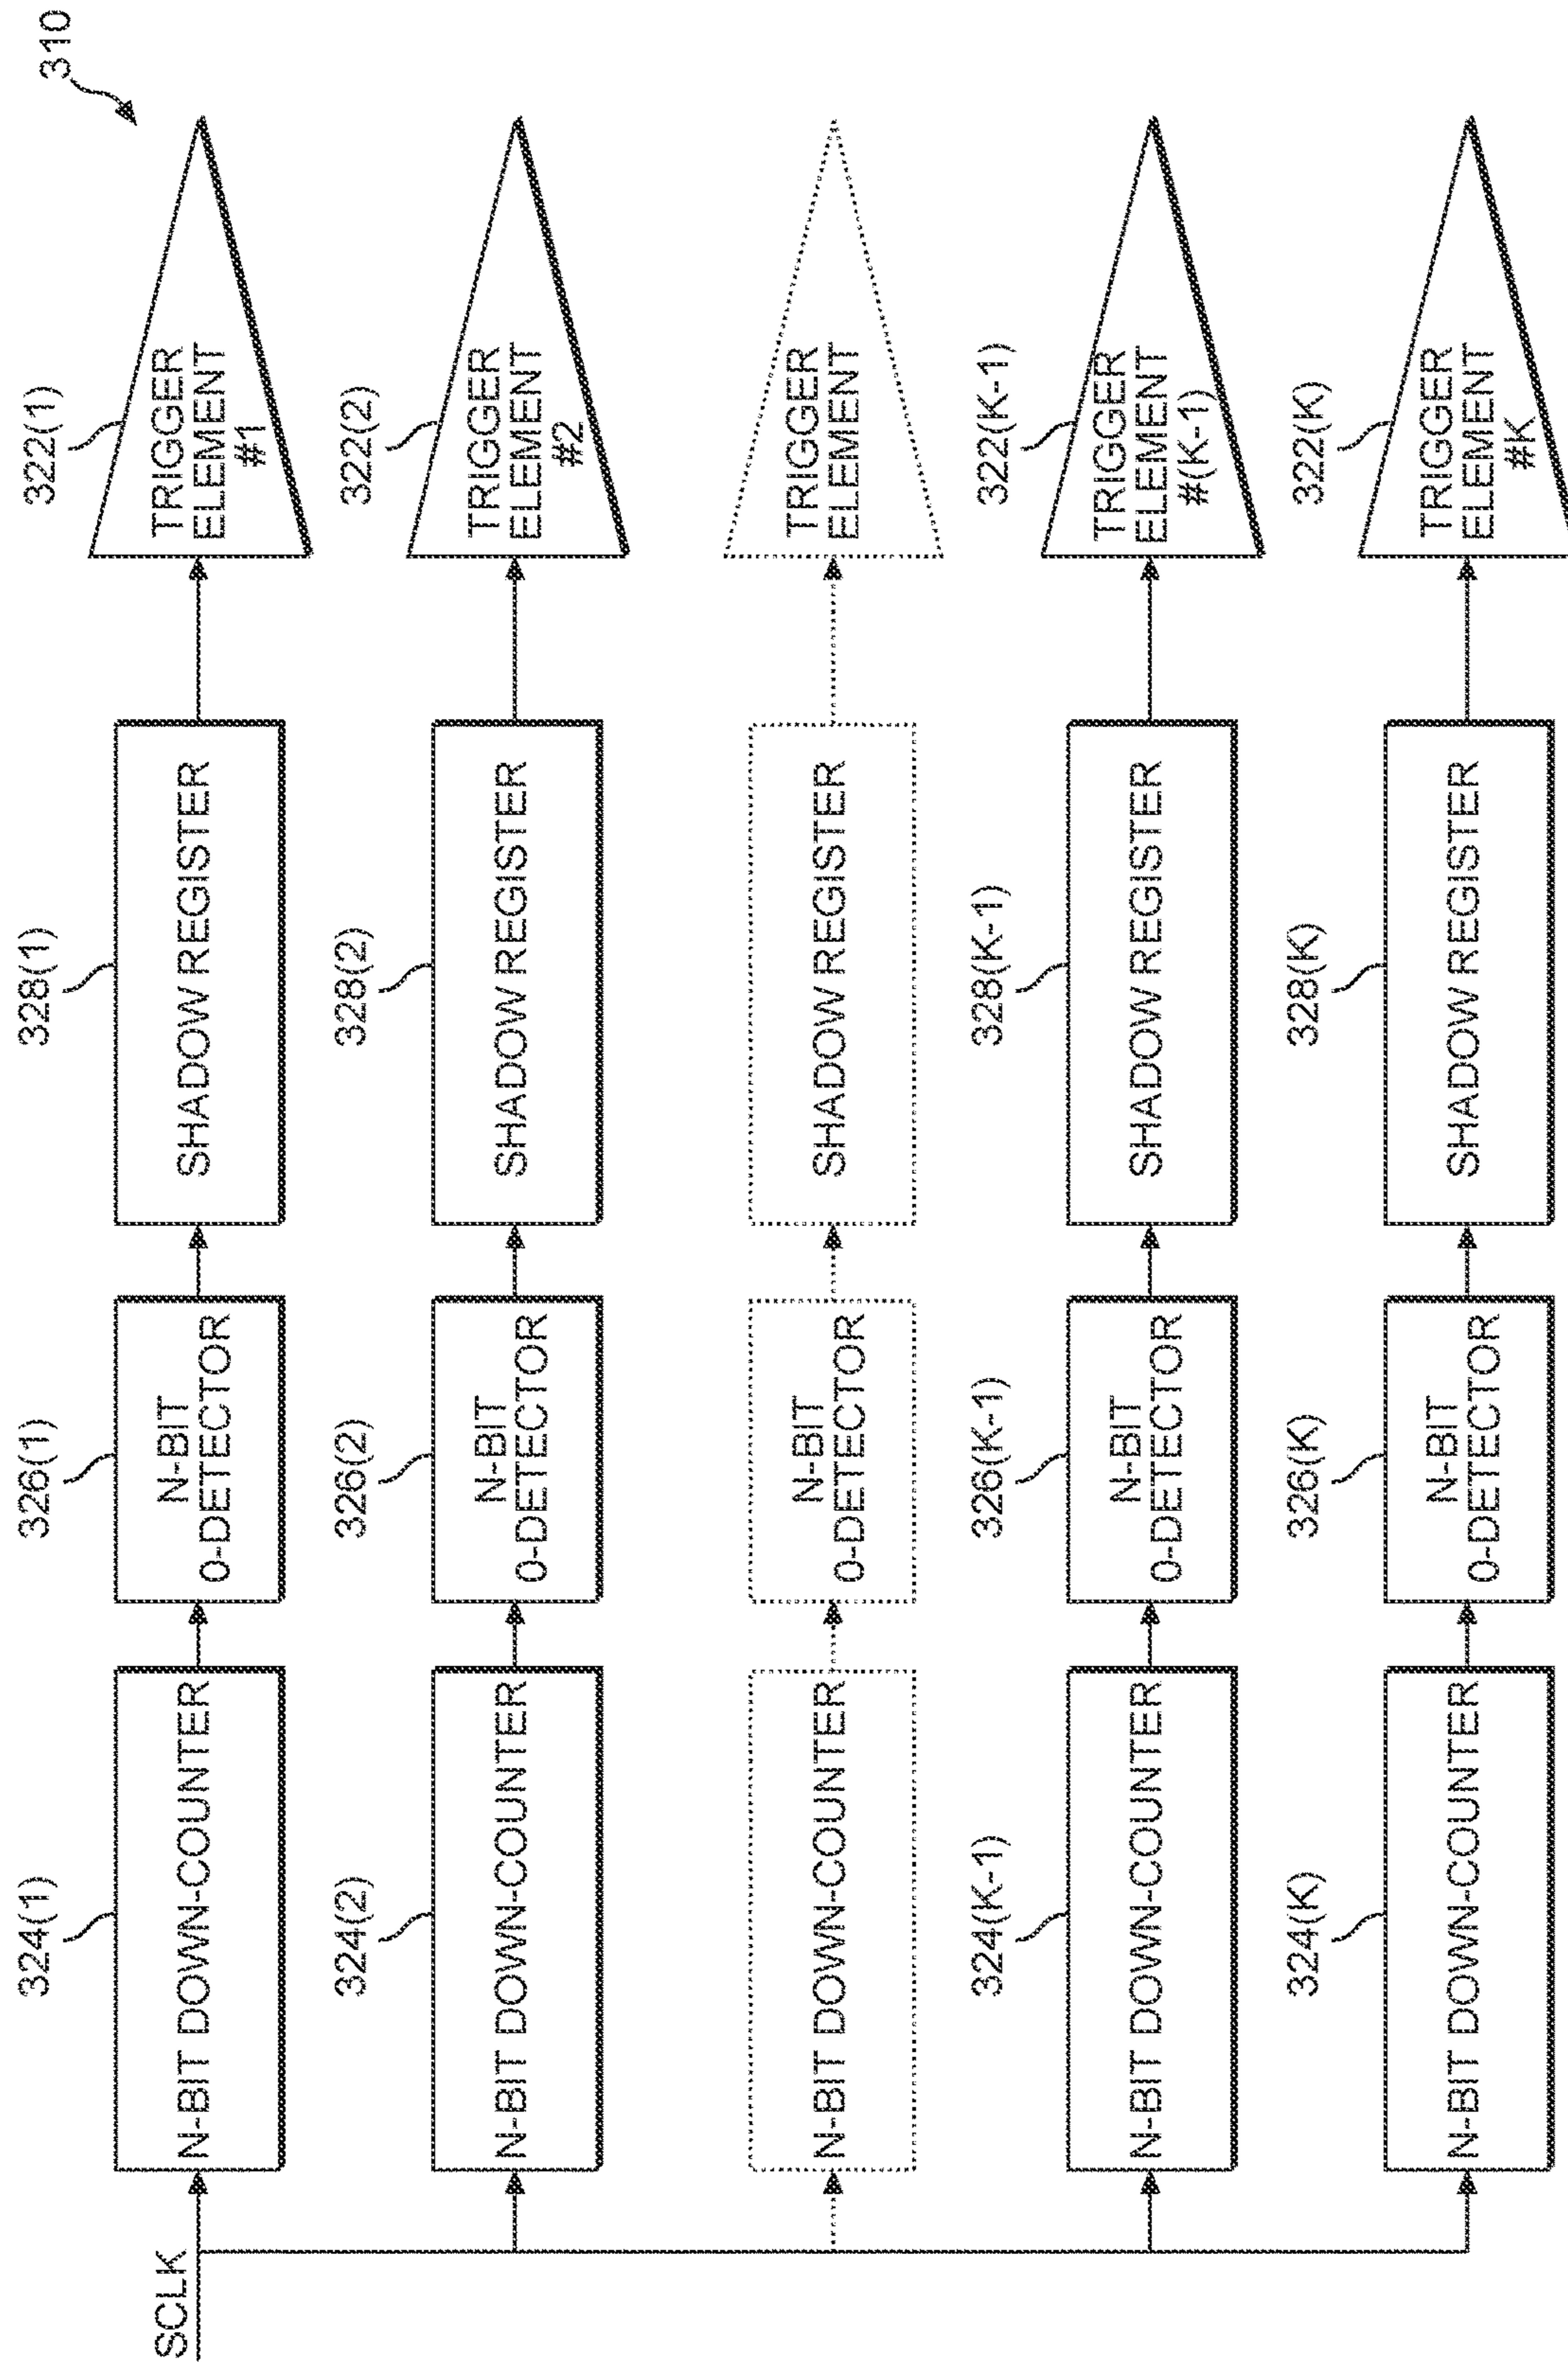 310
322(1)
TRIGGER
ELEMENT
#1
328(1)
SHADOW REGISTER
326(1)
N-BIT
0-DETECTOR
324(1)
N-BIT DOWN-COUNTER
SCLK
322(2)
TRIGGER
ELEMENT
#2
328(2)
SHADOW REGISTER
326(2)
N-BIT
0-DETECTOR
324(2)
N-BIT DOWN-COUNTER
TRIGGER
ELEMENT
SHADOW REGISTER
N-BIT
0-DETECTOR
N-BIT DOWN-COUNTER
322(K-1)
TRIGGER
ELEMENT
#(K-1)
328(K-1)
SHADOW REGISTER
326(K-1)
N-BIT
0-DETECTOR
324(K-1)
N-BIT DOWN-COUNTER
322(K)
TRIGGER
ELEMENT
#K
328(K)
SHADOW REGISTER
326(K)
N-BIT
0-DETECTOR
324(K)
N-BIT DOWN-COUNTER